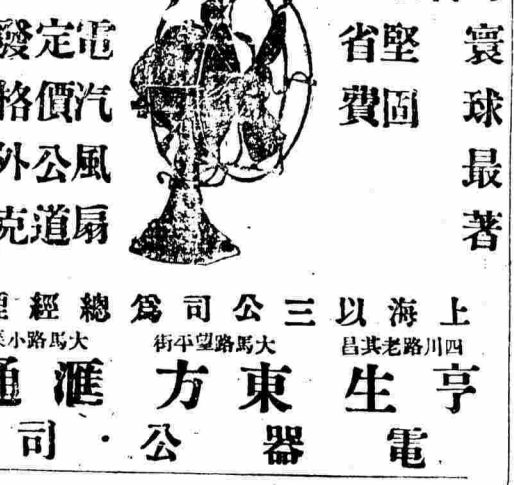 寰球最著
堅固
省費
電汽風扇
定價公道
發格外克
上海以三公司爲總經理
四川路老其昌 大馬路望平街 大馬路小菜
亨生 東方 滙通
電器公司